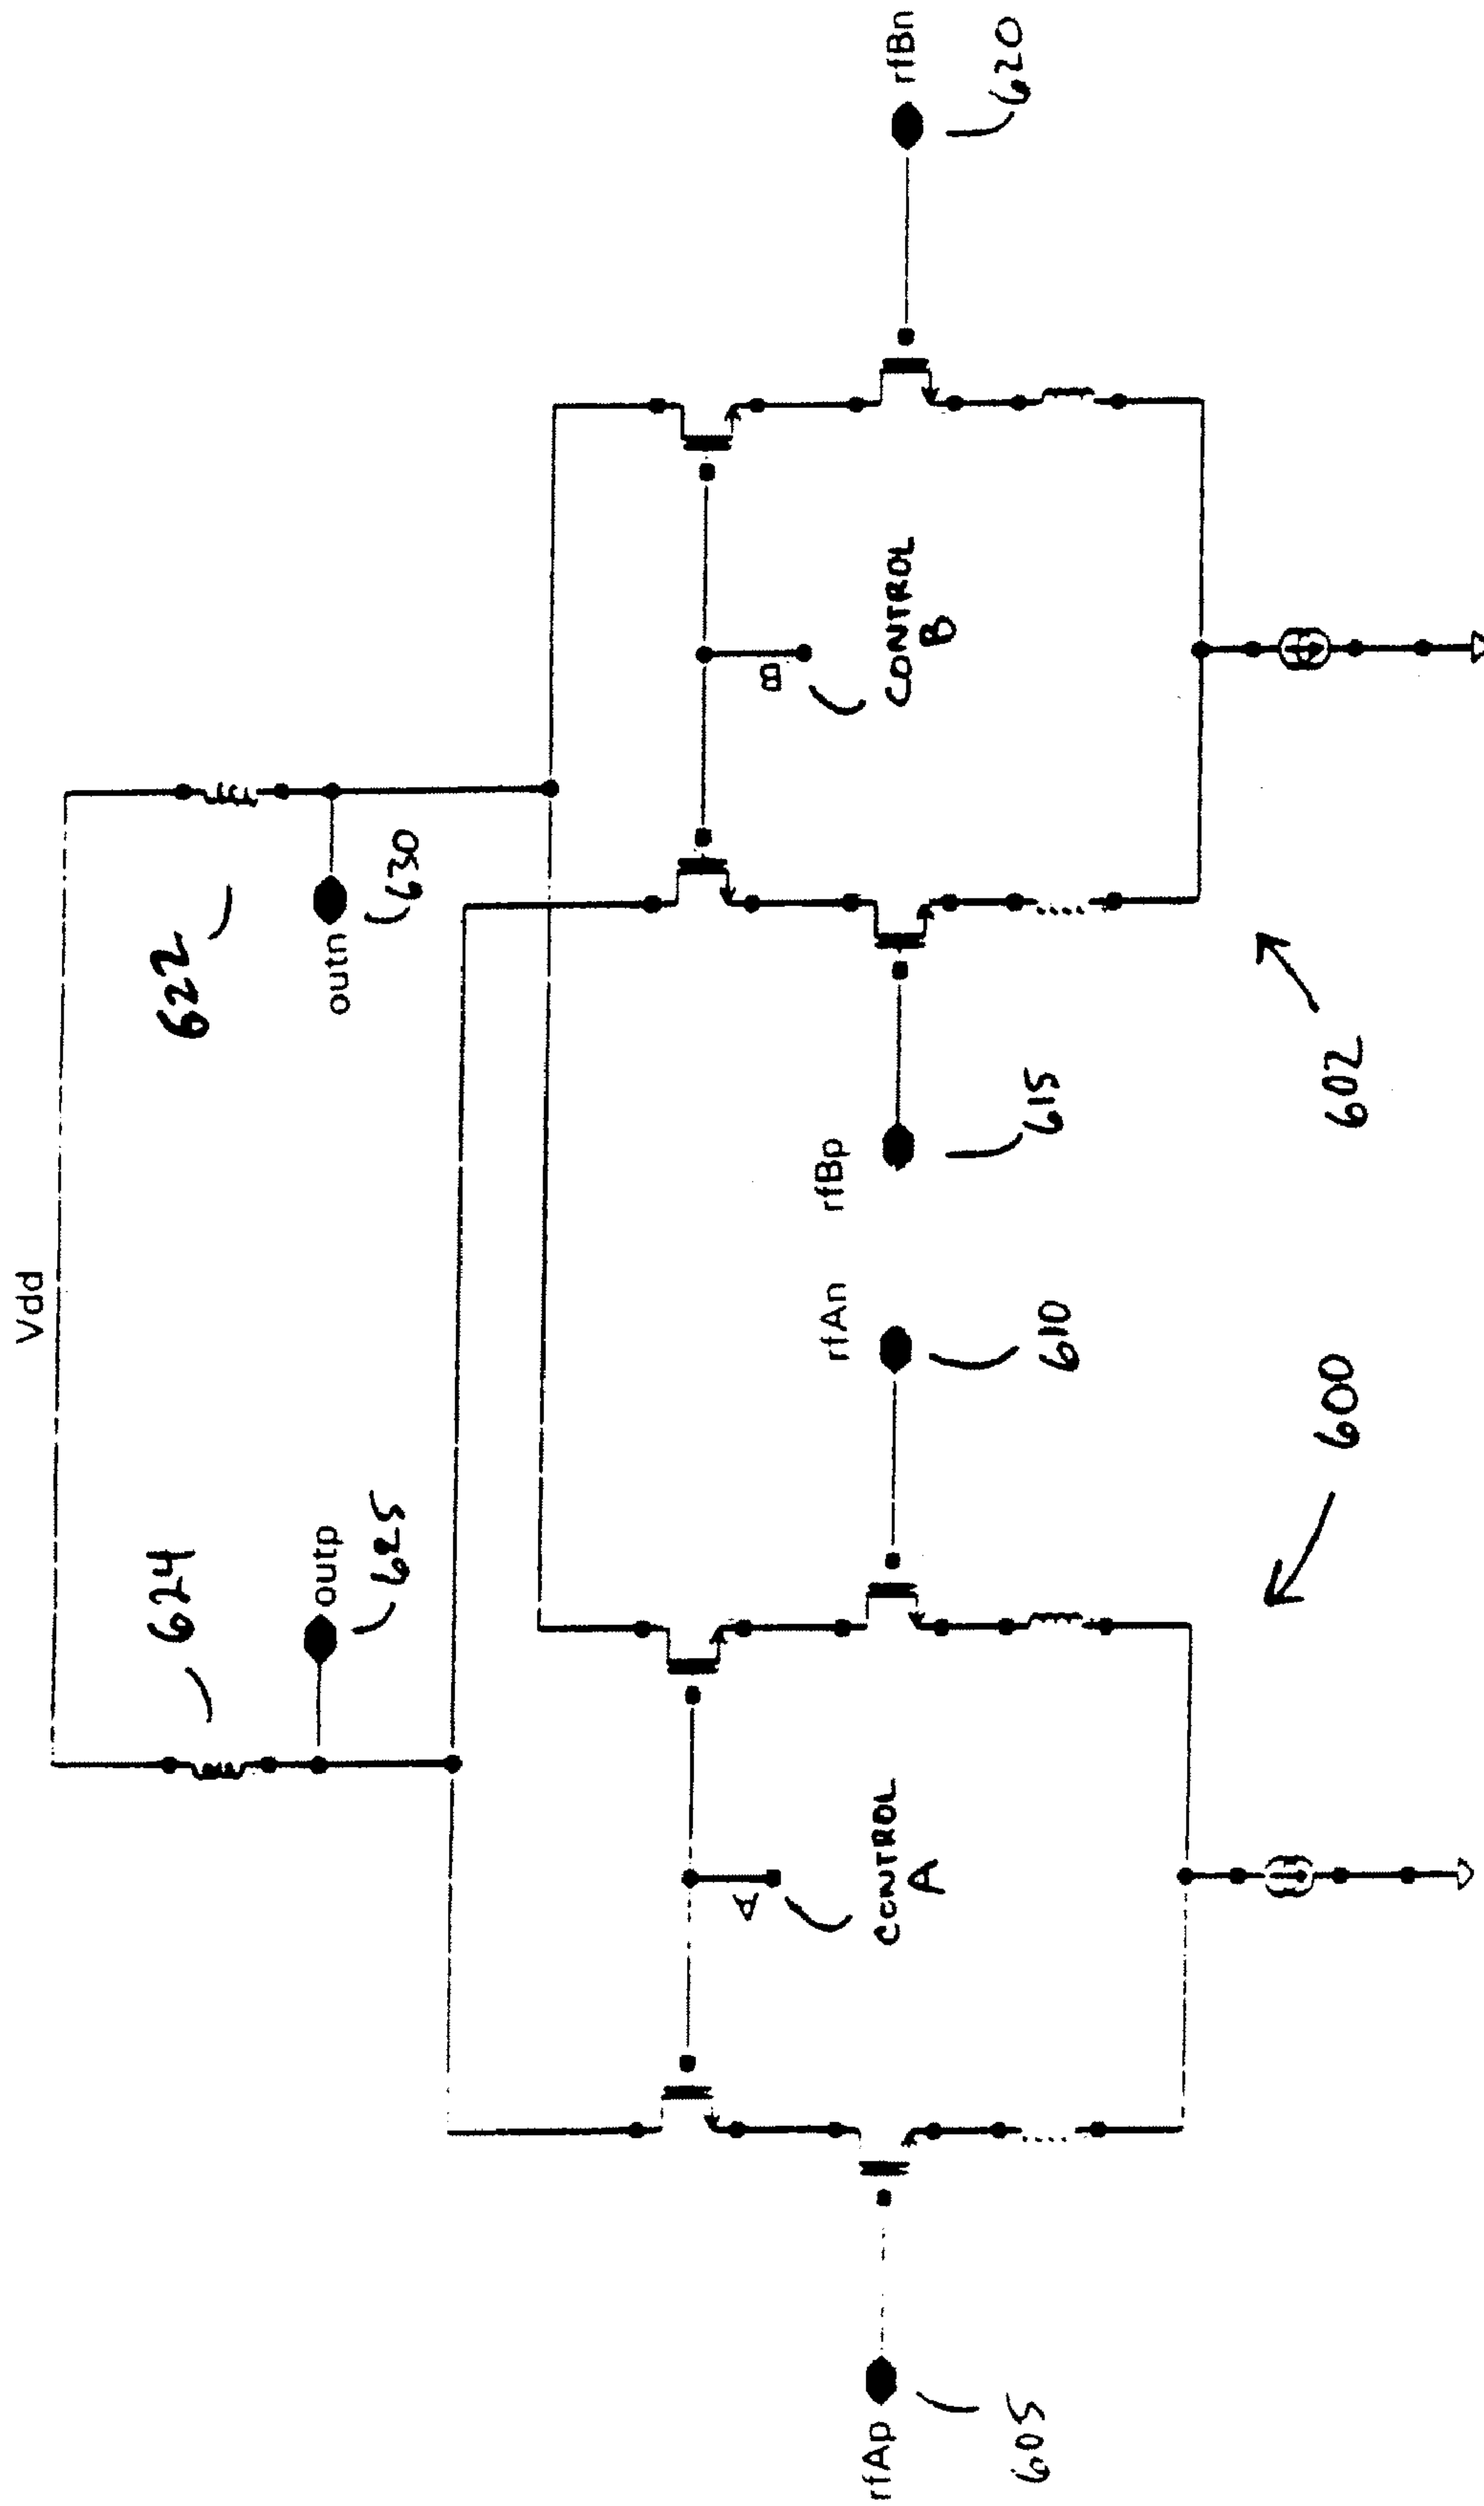 Vdd
624
622
outp
625
outn
630
A
CONTROL
A
B
CONTROL
B
rfAp
605
rfAn
610
rfBp
615
rfBn
620
600
602